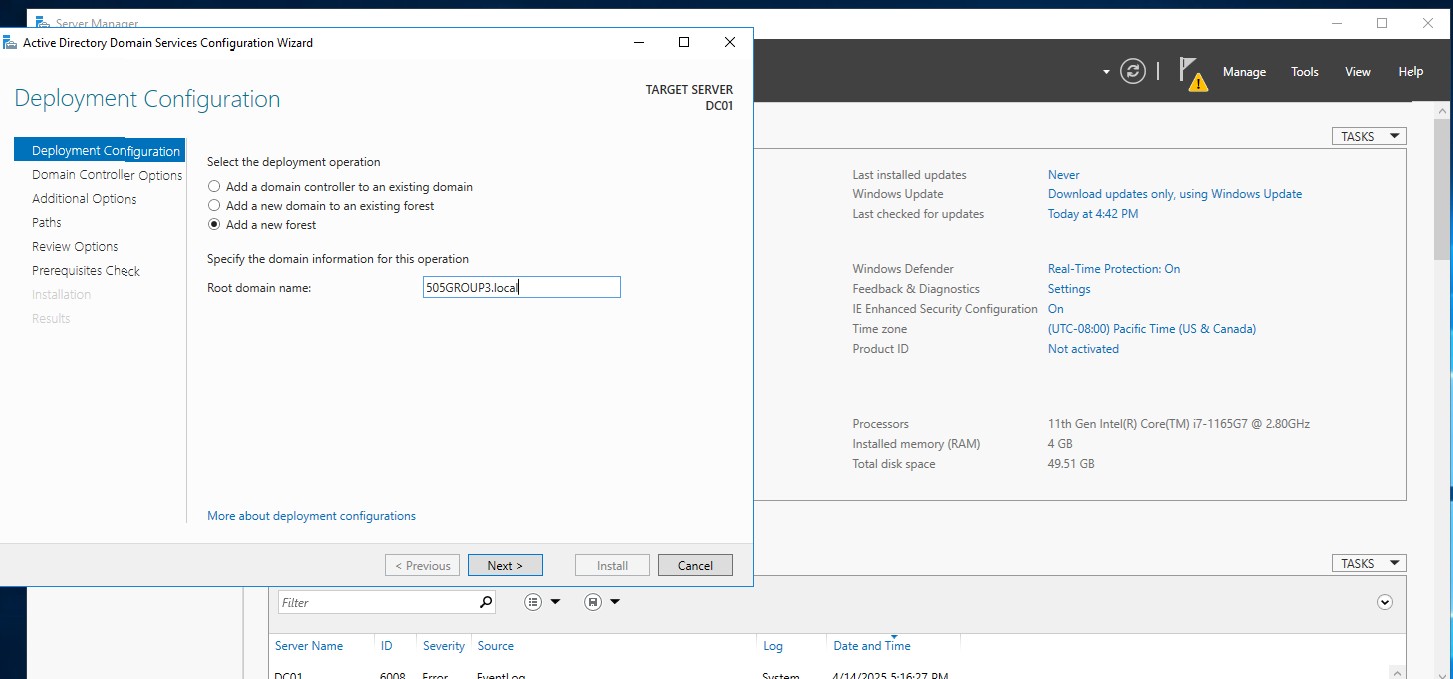 Server Manager
Active Directory Domain Services Configuration Wizard
Manage Tools View Help
Deployment Configuration
TARGET SERVER
DC01
Deployment Configuration
Domain Controller Options
Additional Options
Paths
Review Options
Prerequisites Check
Installation
Results
Select the deployment operation
Add a domain controller to an existing domain
Add a new domain to an existing forest
Add a new forest
Specify the domain information for this operation
Root domain name: 505GROUP3.local
More about deployment configurations
< Previous Next > Install Cancel
TASKS
Last installed updates Never
Windows Update Download updates only, using Windows Update
Last checked for updates Today at 4:42 PM
Windows Defender Real-Time Protection: On
Feedback & Diagnostics Settings
IE Enhanced Security Configuration On
Time zone (UTC-08:00) Pacific Time (US & Canada)
Product ID Not activated
Processors 11th Gen Intel(R) Core(TM) i7-1165G7 @ 2.80GHz
Installed memory (RAM) 4 GB
Total disk space 49.51 GB
TASKS
Filter
Server Name ID Severity Source Log Date and Time
DC01 6008 Error EventLog System 4/14/2025 5:16:27 PM